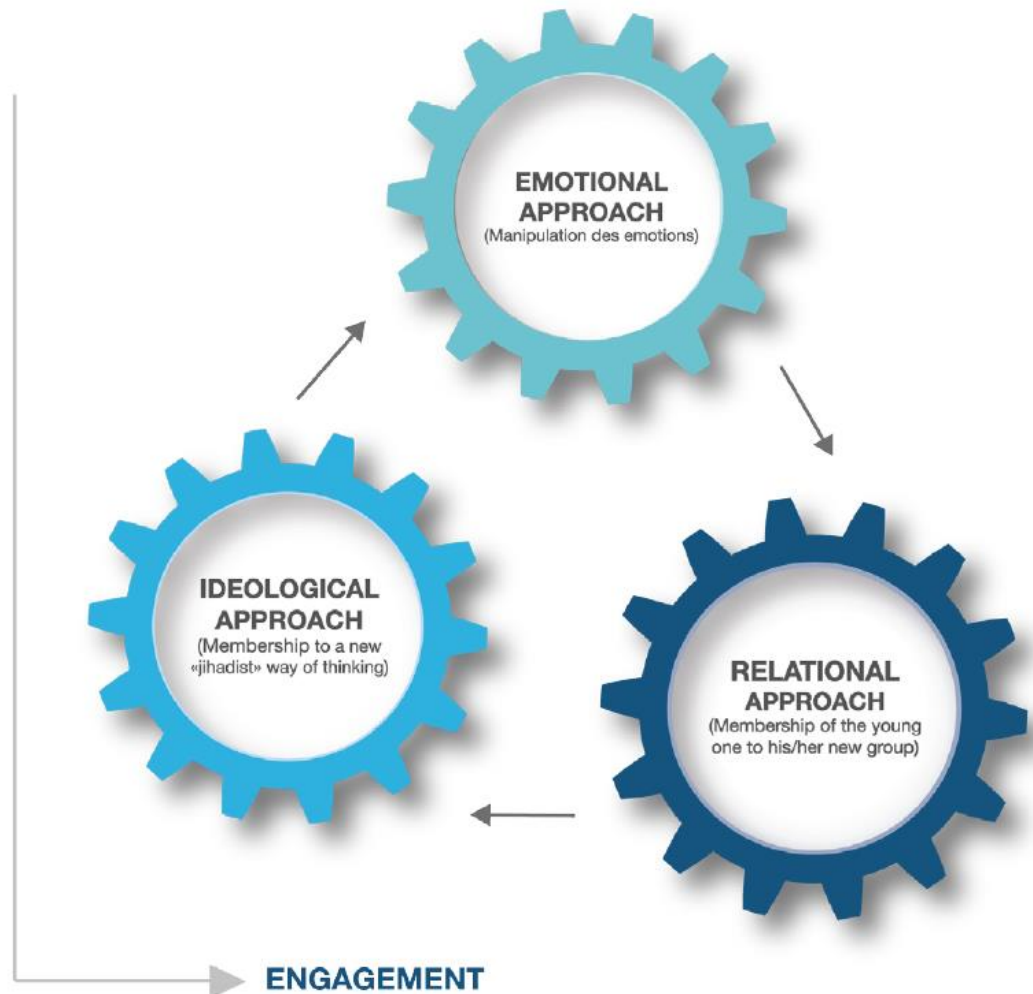 EMOTIONAL
APPROACH
(Manipulation des emotions)
IDEOLOGICAL
APPROACH
(Membership to a new
«jihadist» way of thinking)
RELATIONAL
APPROACH
(Membership of the young
one to his/her new group)
ENGAGEMENT